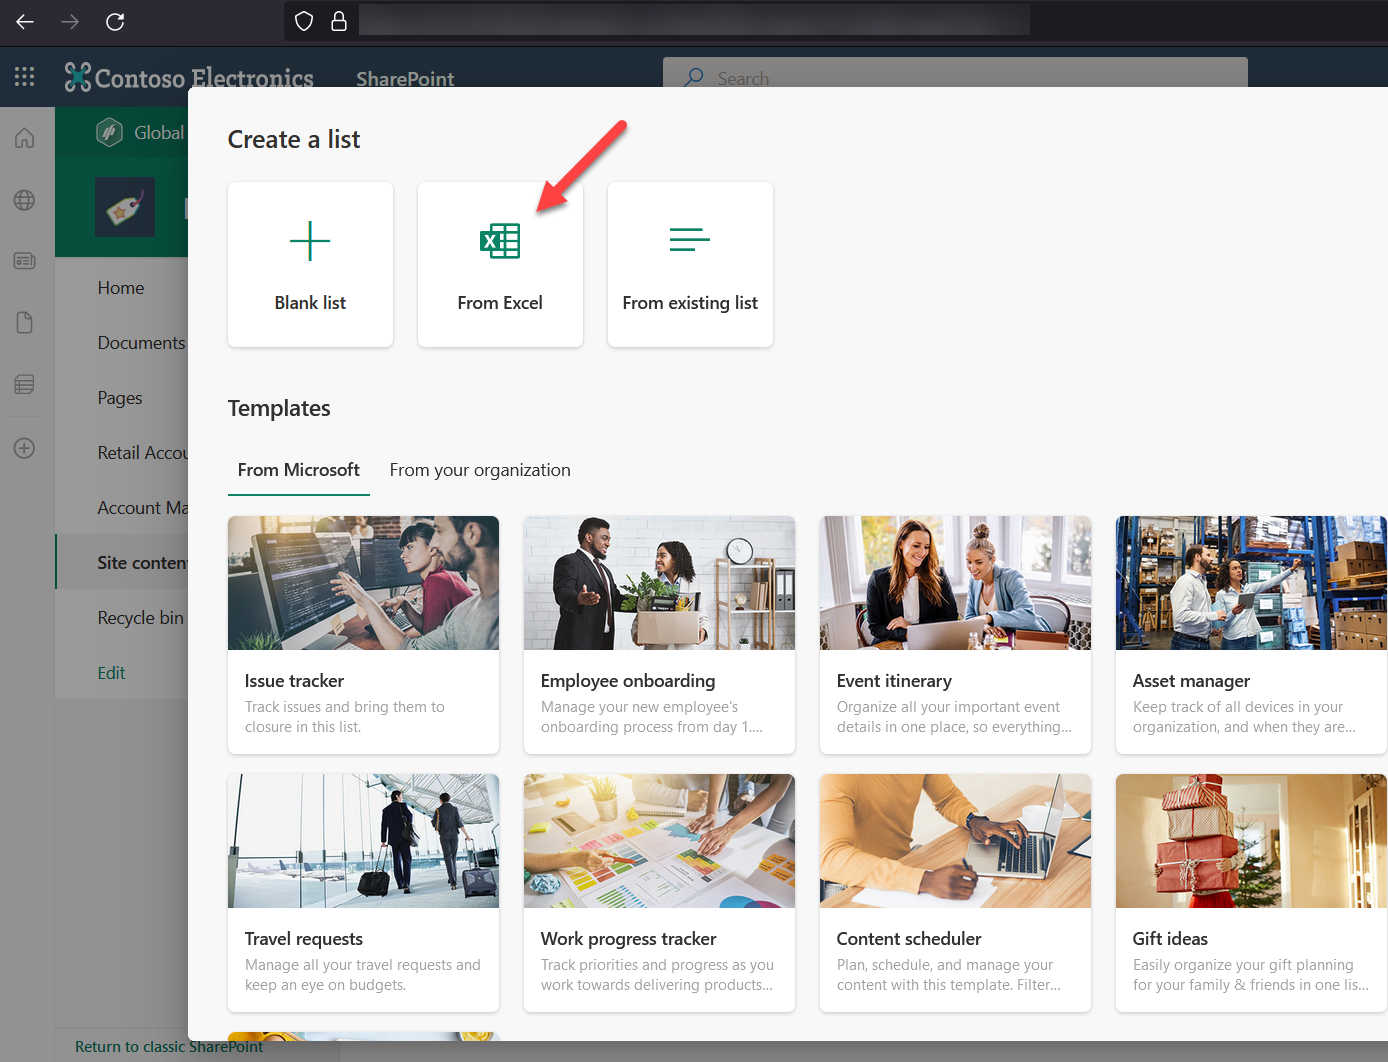 Contoso Electronics
SharePoint
Search
Global
Create a list
Blank list
From Excel
From existing list
Home
Documents
Pages
Retail
Account
Site
Recycle bin
Edit
Return to classic SharePoint
Templates
From Microsoft
From your organization
Issue tracker
Track issues and bring them to
closure in this list.
Employee onboarding
Manage your new employee's
onboarding process from day 1....
Event itinerary
Organize all your important event
details in one place, so everything...
Asset manager
Keep track of all devices in your
organization, and when they are...
Travel requests
Manage all your travel requests and
keep an eye on budgets.
Work progress tracker
Track priorities and progress as you
work towards delivering products...
Content scheduler
Plan, schedule, and manage your
content with this template. Filter...
Gift ideas
Easily organize your gift planning
for your family & friends in one lis...